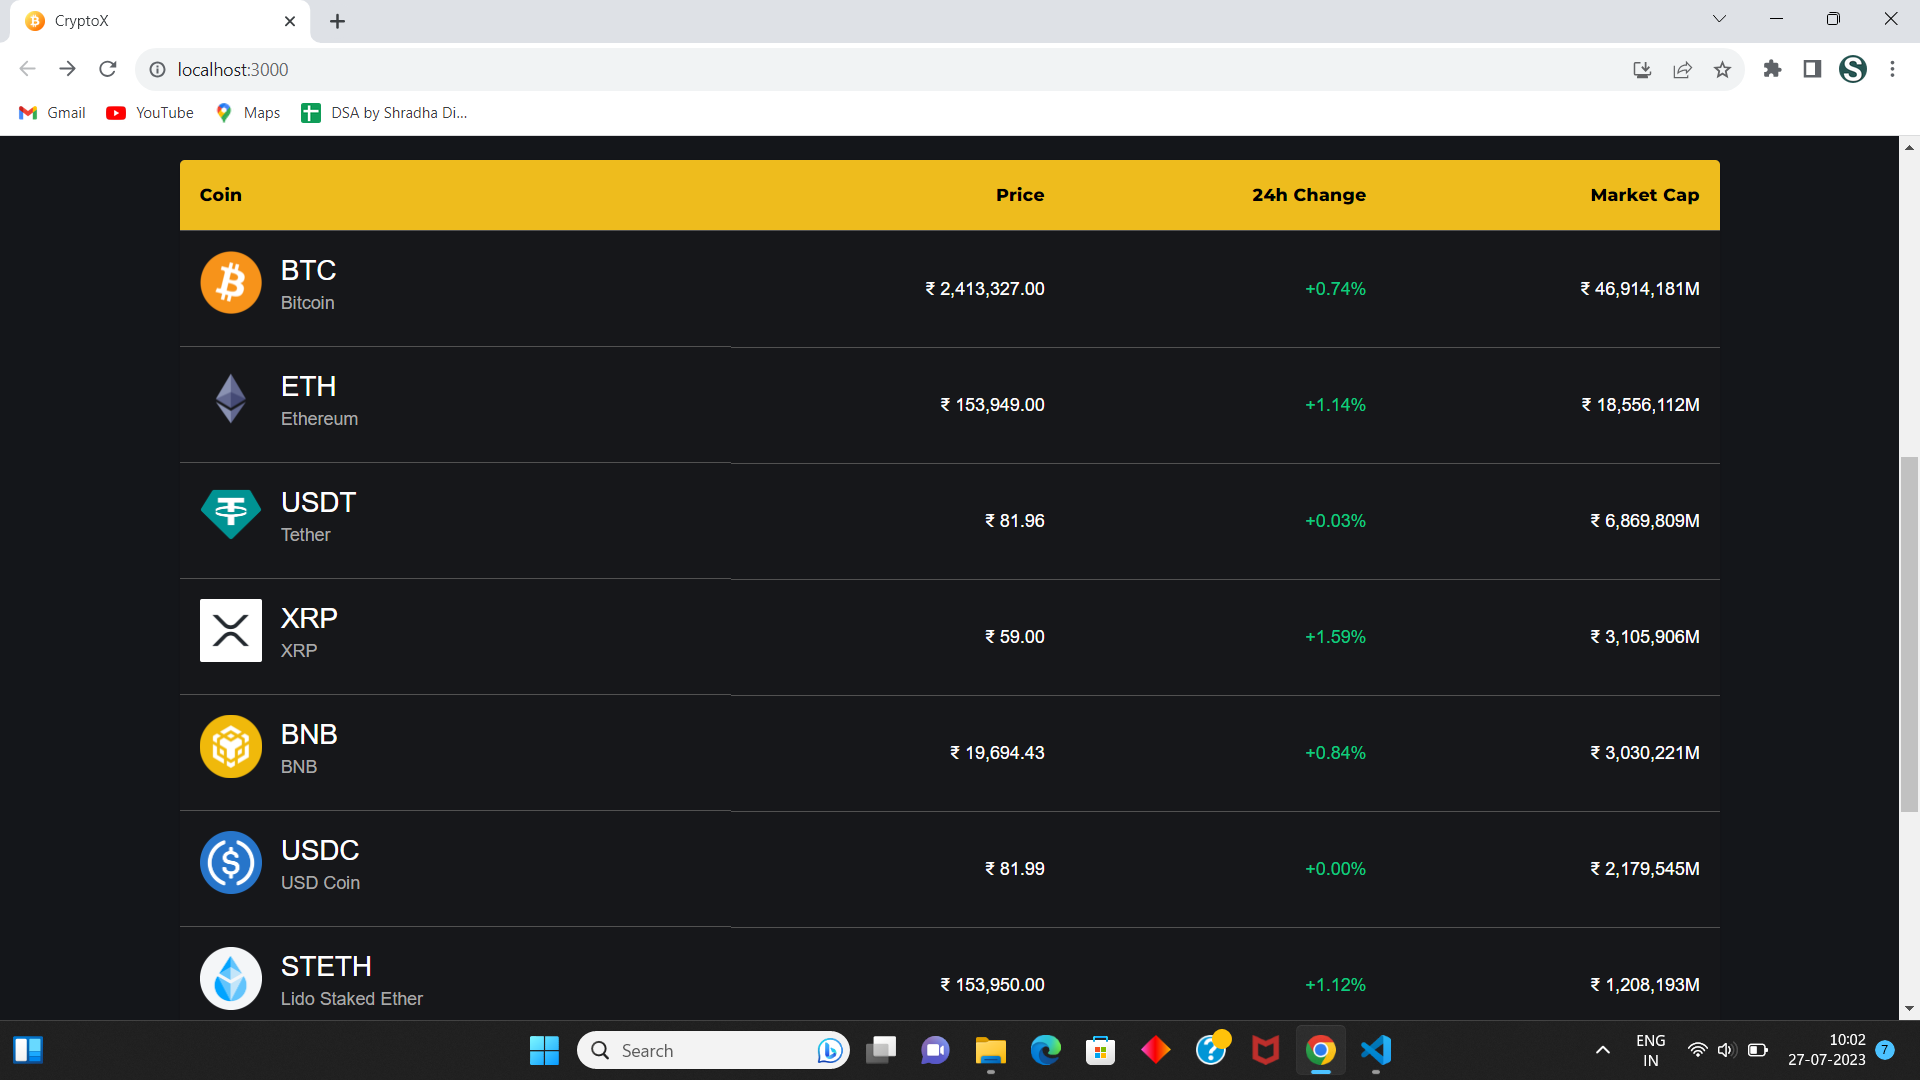 CryptoX
localhost:3000
Gmail YouTube Maps DSA by Shradha Di...
Coin Price 24h Change Market Cap
BTC
Bitcoin
₹ 2,413,327.00 +0.74% ₹ 46,914,181M
ETH
Ethereum
₹ 153,949.00 +1.14% ₹ 18,556,112M
USDT
Tether
₹ 81.96 +0.03% ₹ 6,869,809M
XRP
XRP
₹ 59.00 +1.59% ₹ 3,105,906M
BNB
BNB
₹ 19,694.43 +0.84% ₹ 3,030,221M
USDC
USD Coin
₹ 81.99 +0.00% ₹ 2,179,545M
STETH
Lido Staked Ether
₹ 153,950.00 +1.12% ₹ 1,208,193M
Search
ENG
IN
10:02
27-07-2023
7